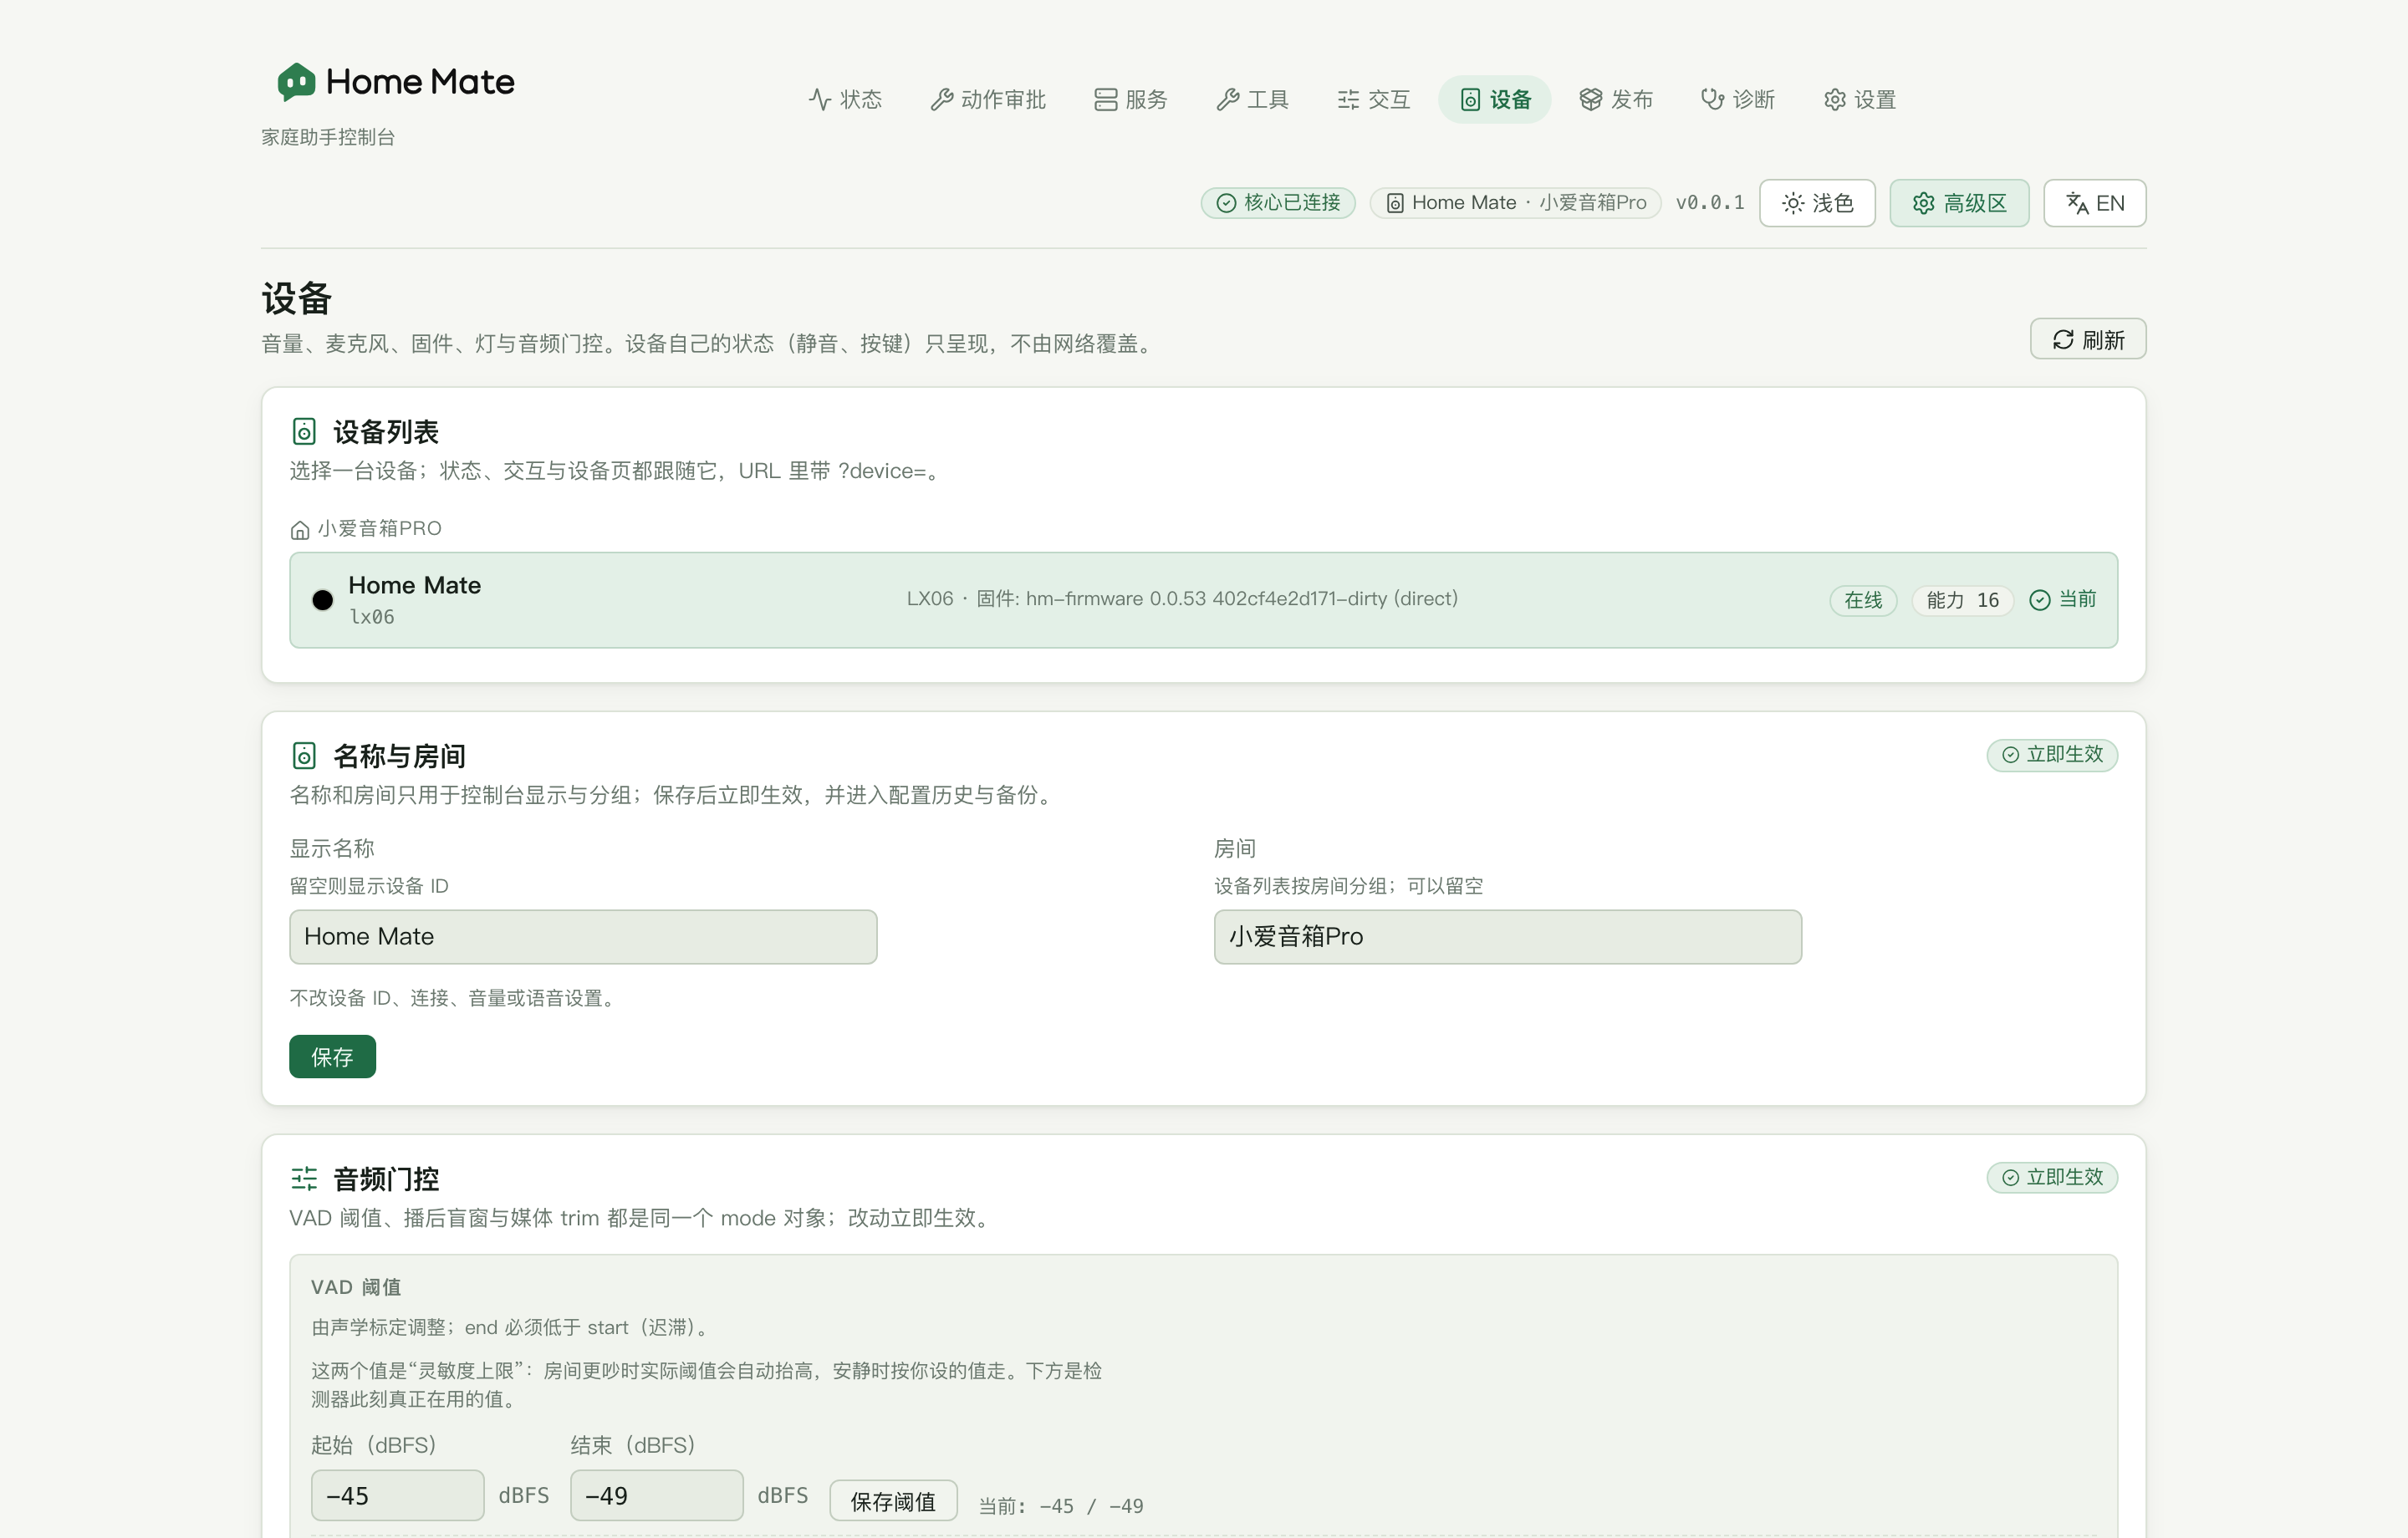 Home Mate
家庭助手控制台
状态 动作审批 服务 工具 交互 设备 发布 诊断 设置
核心已连接 Home Mate · 小爱音箱Pro v0.0.1 浅色 高级区 EN
设备
音量、麦克风、固件、灯与音频门控。设备自己的状态（静音、按键）只呈现，不由网络覆盖。
刷新
设备列表
选择一台设备；状态、交互与设备页都跟随它，URL 里带 ?device=。
小爱音箱PRO
Home Mate
lx06
LX06 · 固件: hm-firmware 0.0.53 402cf4e2d171-dirty (direct)
在线 能力 16 当前
名称与房间
立即生效
名称和房间只用于控制台显示与分组；保存后立即生效，并进入配置历史与备份。
显示名称
留空则显示设备 ID
Home Mate
房间
设备列表按房间分组；可以留空
小爱音箱Pro
不改设备 ID、连接、音量或语音设置。
保存
音频门控
立即生效
VAD 阈值、播后盲窗与媒体 trim 都是同一个 mode 对象；改动立即生效。
VAD 阈值
由声学标定调整；end 必须低于 start（迟滞）。
这两个值是“灵敏度上限”：房间更吵时实际阈值会自动抬高，安静时按你设的值走。下方是检
测器此刻真正在用的值。
起始（dBFS） 结束（dBFS）
-45 dBFS -49 dBFS 保存阈值 当前: -45 / -49